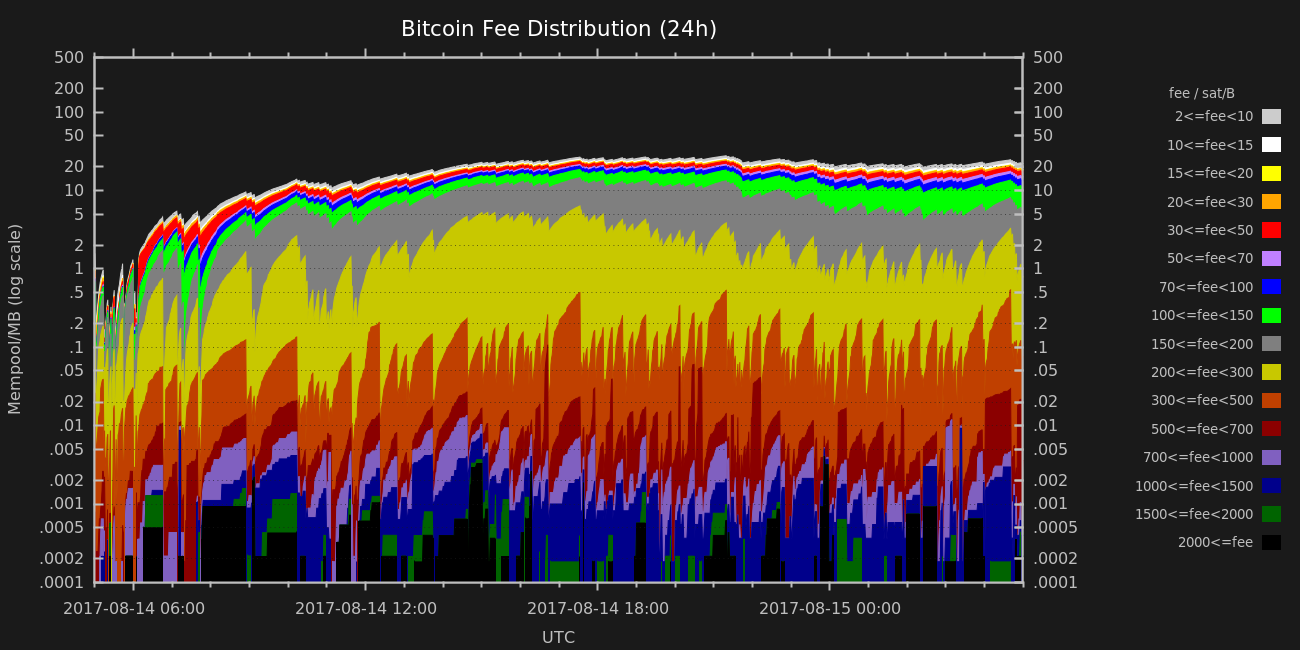 Bitcoin Fee Distribution (24h)
500 500
200 200
100 100
50 50
20 20
10 10
5 5
2 2
1 1
.5 .5
.2 .2
.1 .1
.05 .05
.02 .02
.01 .01
.005 .005
.002 .002
.001 .001
.0005 .0005
.0002 .0002
.0001 .0001
Mempool/MB (log scale)
2017-08-14 06:00 2017-08-14 12:00 2017-08-14 18:00 2017-08-15 00:00
UTC
fee / sat/B
2<=fee<10
10<=fee<15
15<=fee<20
20<=fee<30
30<=fee<50
50<=fee<70
70<=fee<100
100<=fee<150
150<=fee<200
200<=fee<300
300<=fee<500
500<=fee<700
700<=fee<1000
1000<=fee<1500
1500<=fee<2000
2000<=fee